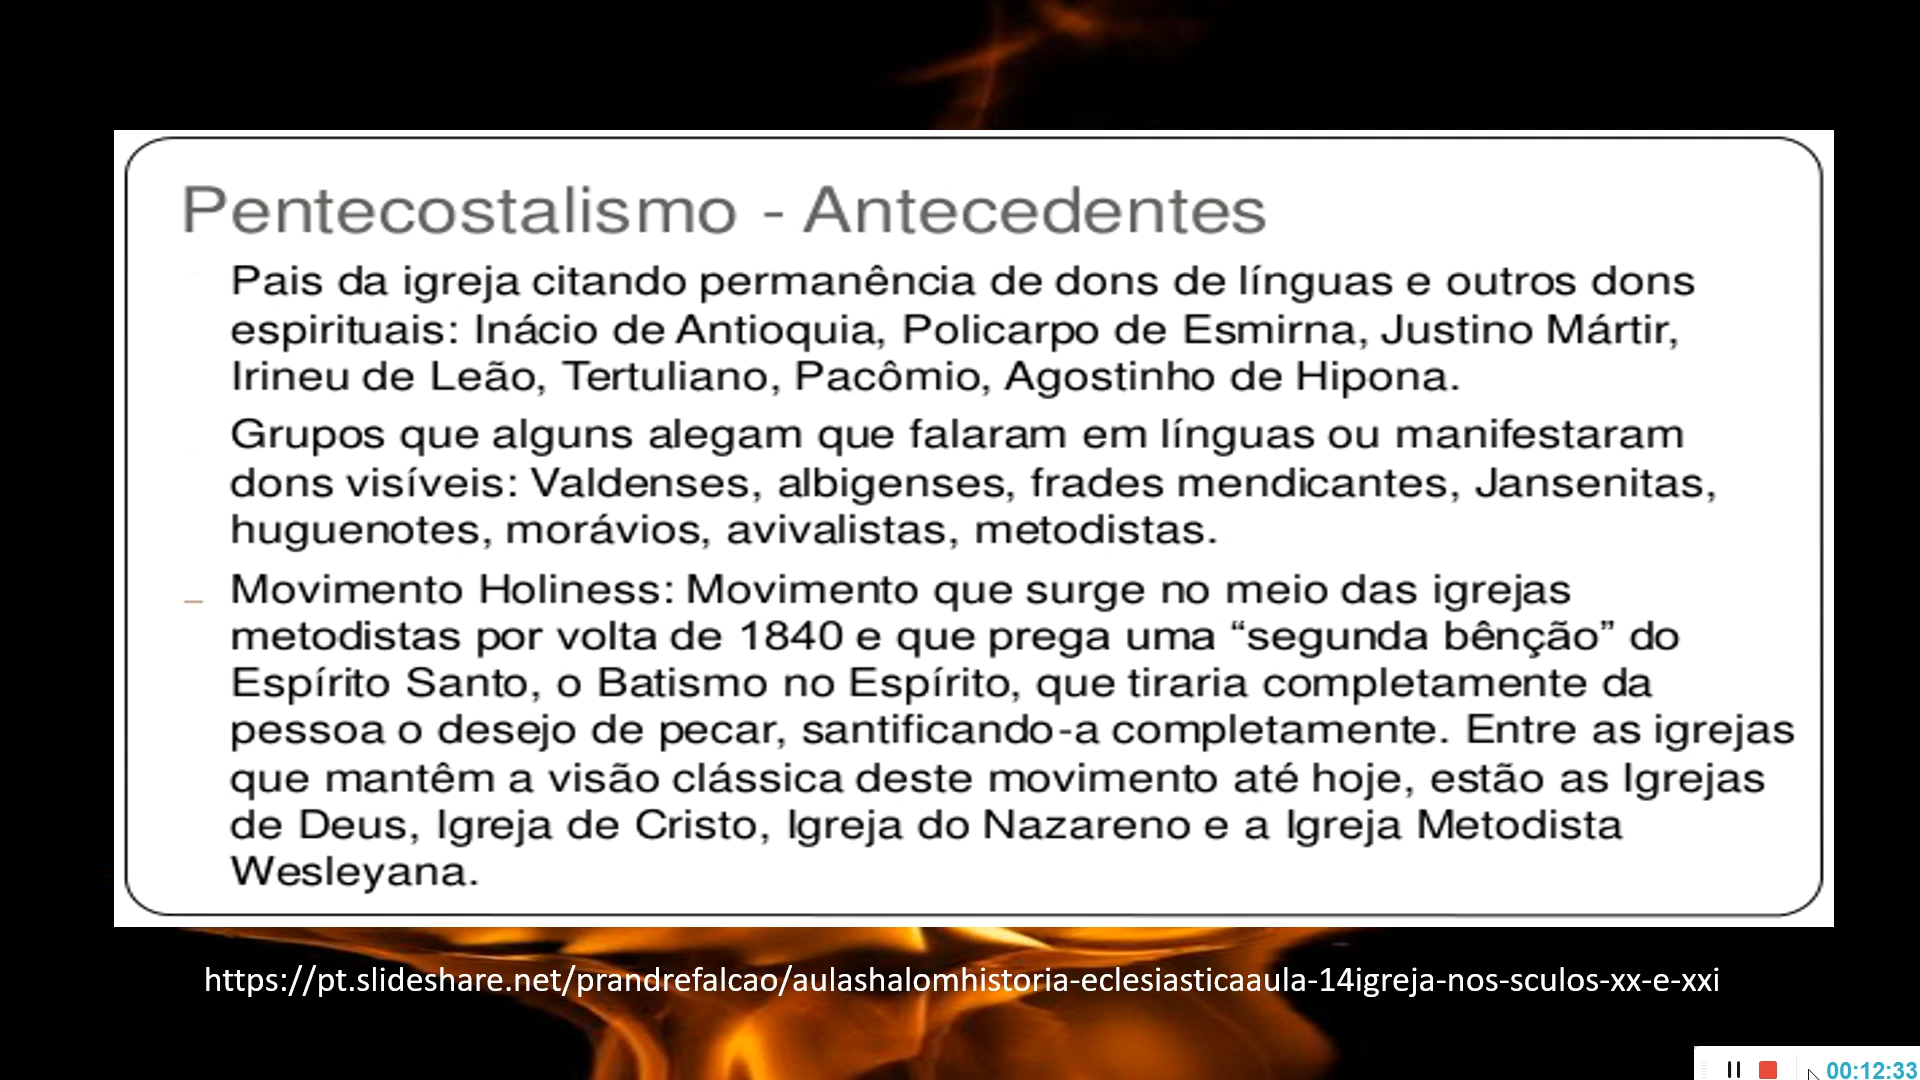 Pentecostalismo - Antecedentes
Pais da igreja citando permanência de dons de línguas e outros dons
espirituais: Inácio de Antioquia, Policarpo de Esmirna, Justino Mártir,
Irineu de Leão, Tertuliano, Pacômio, Agostinho de Hipona.
Grupos que alguns alegam que falaram em línguas ou manifestaram
dons visíveis: Valdenses, albigenses, frades mendicantes, Jansenitas,
huguenotes, morávios, avivalistas, metodistas.
Movimento Holiness: Movimento que surge no meio das igrejas
metodistas por volta de 1840 e que prega uma “segunda bênção” do
Espírito Santo, o Batismo no Espírito, que tiraria completamente da
pessoa o desejo de pecar, santificando-a completamente. Entre as igrejas
que mantêm a visão clássica deste movimento até hoje, estão as Igrejas
de Deus, Igreja de Cristo, Igreja do Nazareno e a Igreja Metodista
Wesleyana.
https://pt.slideshare.net/prandrefalcao/aulashalomhistoria-eclesiasticaaula-14igreja-nos-sculos-xx-e-xxi
00:12:33